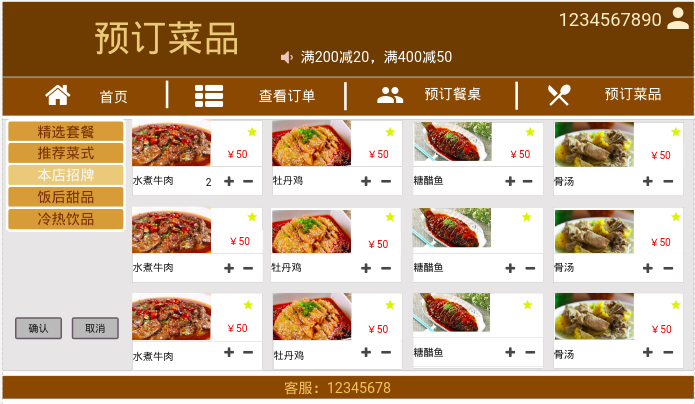 预订菜品
1234567890
满200减20，满400减50
首页 查看订单 预订餐桌 预订菜品
精选套餐
推荐菜式
本店招牌
饭后甜品
冷热饮品
确认 取消
￥50 ￥50 ￥50 ￥50
水煮牛肉 2 牡丹鸡 糖醋鱼 骨汤
￥50 ￥50 ￥50 ￥50
水煮牛肉 牡丹鸡 糖醋鱼 骨汤
￥50 ￥50 ￥50 ￥50
水煮牛肉 牡丹鸡 糖醋鱼 骨汤
客服：12345678